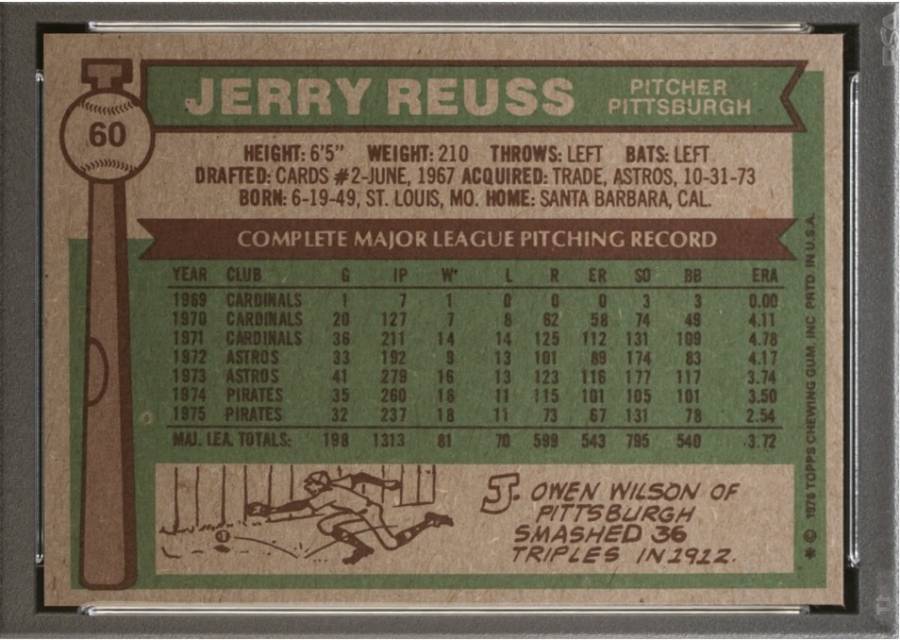 60
JERRY REUSS
PITCHER
PITTSBURGH
HEIGHT: 6'5" WEIGHT: 210 THROWS: LEFT BATS: LEFT
DRAFTED: CARDS #2-JUNE, 1967 ACQUIRED: TRADE, ASTROS, 10-31-73
BORN: 6-19-49, ST. LOUIS, MO. HOME: SANTA BARBARA, CAL.
COMPLETE MAJOR LEAGUE PITCHING RECORD
YEAR CLUB G IP W L R ER SO BB ERA
1969 CARDINALS 1 7 1 0 0 0 3 3 0.00
1970 CARDINALS 20 127 7 8 62 58 74 49 4.11
1971 CARDINALS 36 211 14 14 125 112 131 109 4.78
1972 ASTROS 33 192 9 13 101 89 174 83 4.17
1973 ASTROS 41 279 16 13 123 116 177 117 3.74
1974 PIRATES 35 260 16 11 115 101 105 101 3.50
1975 PIRATES 32 237 18 11 73 67 131 78 2.54
MAJ. LEA. TOTALS: 198 1313 81 70 599 543 795 540 3.72
J. OWEN WILSON OF
PITTSBURGH
SMASHED 36
TRIPLES IN 1912.
* © 1976 TOPPS CHEWING GUM, INC PRTD. IN U.S.A.